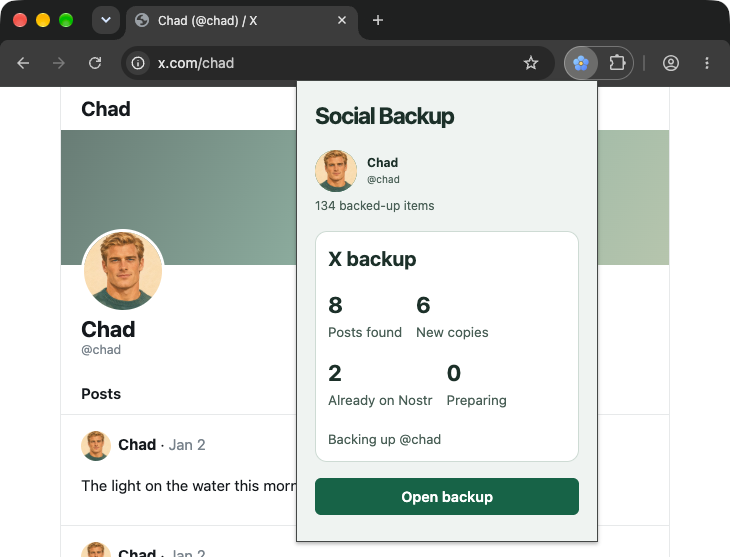 Chad (@chad) / X
x.com/chad
Chad
Social Backup
Chad
@chad
134 backed-up items
X backup
8
6
Posts found
New copies
2
0
Already on Nostr
Preparing
Backing up @chad
Open backup
Chad
@chad
Posts
Chad · Jan 2
The light on the water this morn
Chad · Jan 2